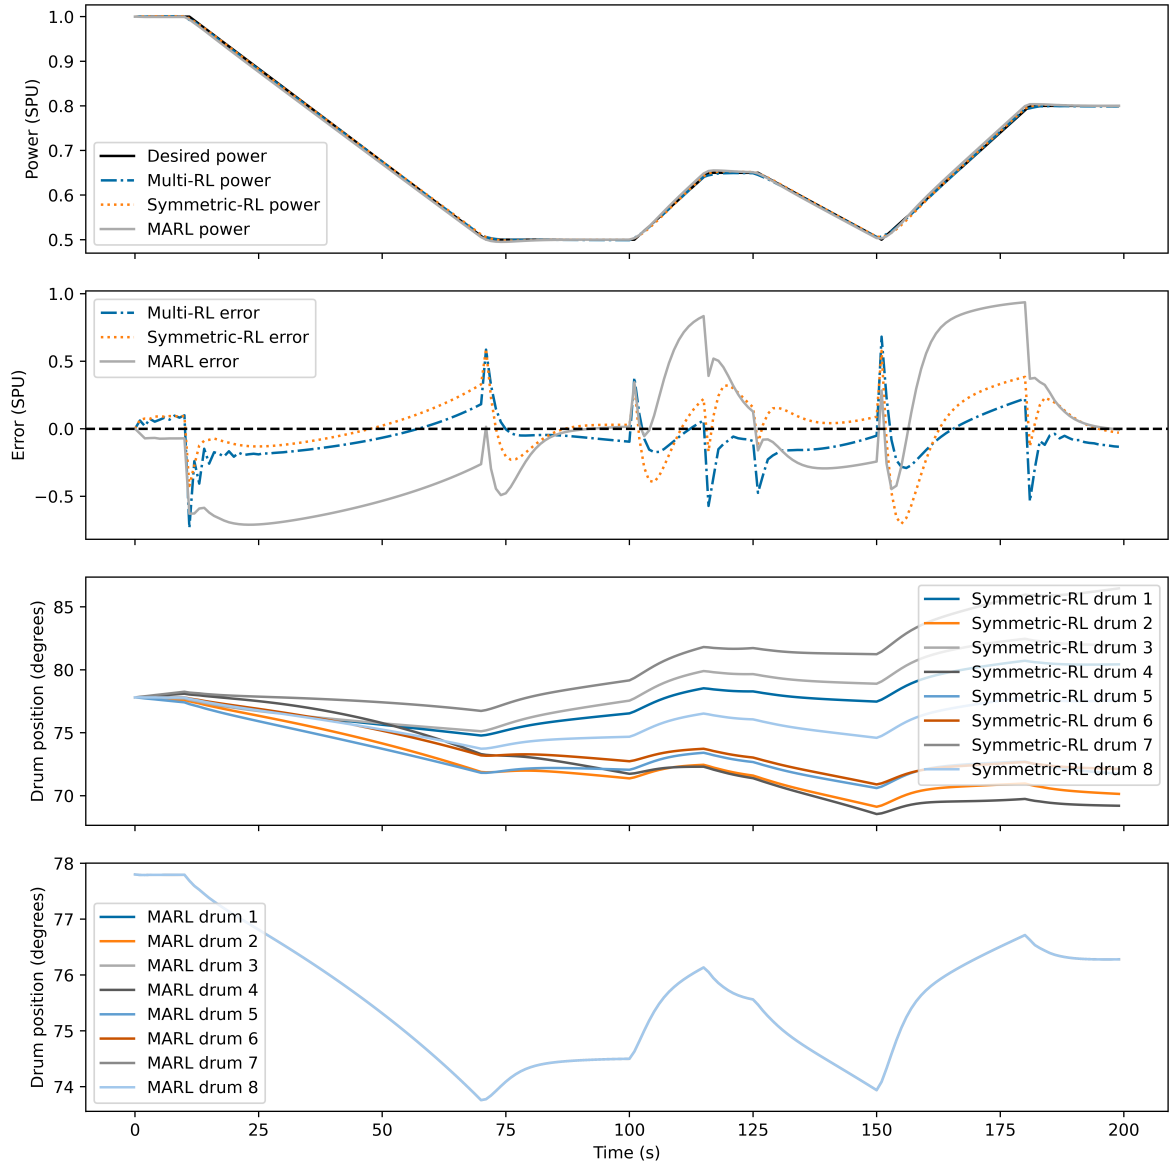 1.0
0.9
0.8
0.7
0.6
0.5
Power (SPU)
Desired power
Multi-RL power
Symmetric-RL power
MARL power
1.0
0.5
0.0
−0.5
Error (SPU)
Multi-RL error
Symmetric-RL error
MARL error
85
80
75
70
Drum position (degrees)
Symmetric-RL drum 1
Symmetric-RL drum 2
Symmetric-RL drum 3
Symmetric-RL drum 4
Symmetric-RL drum 5
Symmetric-RL drum 6
Symmetric-RL drum 7
Symmetric-RL drum 8
78
77
76
75
74
Drum position (degrees)
MARL drum 1
MARL drum 2
MARL drum 3
MARL drum 4
MARL drum 5
MARL drum 6
MARL drum 7
MARL drum 8
0 25 50 75 100 125 150 175 200
Time (s)